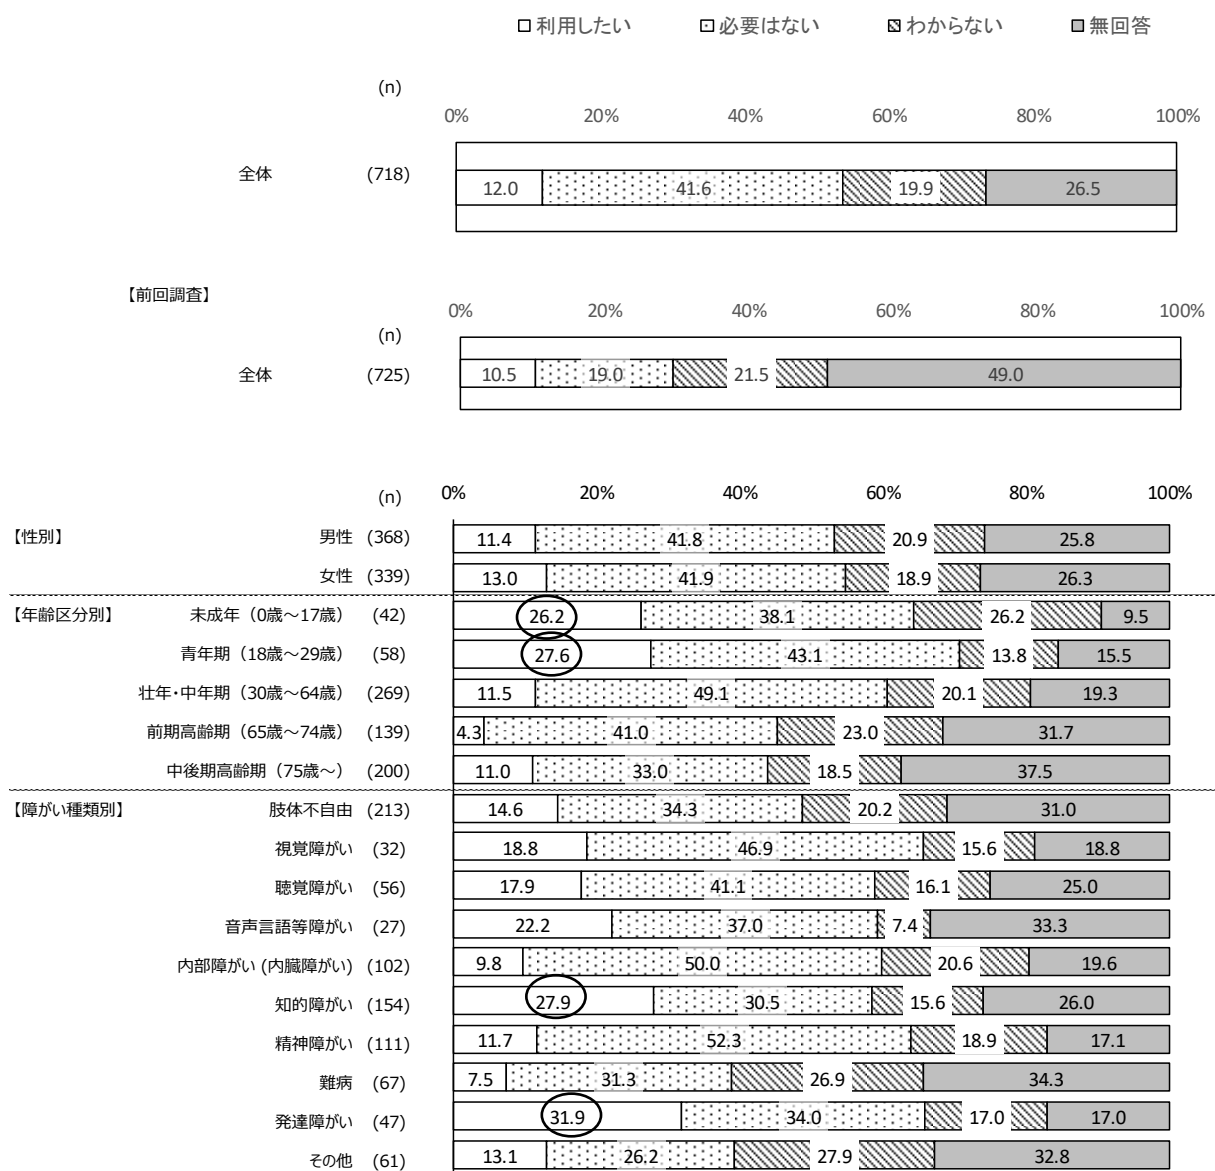 利用したい 必要はない わからない 無回答
(n)
0% 20% 40% 60% 80% 100%
全体 (718) 12.0 41.6 19.9 26.5
【前回調査】
0% 20% 40% 60% 80% 100%
(n)
全体 (725) 10.5 19.0 21.5 49.0
(n) 0% 20% 40% 60% 80% 100%
【性別】 男性 (368) 11.4 41.8 20.9 25.8
女性 (339) 13.0 41.9 18.9 26.3
【年齢区分別】 未成年（0歳～17歳） (42) 26.2 38.1 26.2 9.5
青年期（18歳～29歳） (58) 27.6 43.1 13.8 15.5
壮年・中年期（30歳～64歳） (269) 11.5 49.1 20.1 19.3
前期高齢期（65歳～74歳） (139) 4.3 41.0 23.0 31.7
中後期高齢期（75歳～） (200) 11.0 33.0 18.5 37.5
【障がい種類別】 肢体不自由 (213) 14.6 34.3 20.2 31.0
視覚障がい (32) 18.8 46.9 15.6 18.8
聴覚障がい (56) 17.9 41.1 16.1 25.0
音声言語等障がい (27) 22.2 37.0 7.4 33.3
内部障がい (内臓障がい) (102) 9.8 50.0 20.6 19.6
知的障がい (154) 27.9 30.5 15.6 26.0
精神障がい (111) 11.7 52.3 18.9 17.1
難病 (67) 7.5 31.3 26.9 34.3
発達障がい (47) 31.9 34.0 17.0 17.0
その他 (61) 13.1 26.2 27.9 32.8